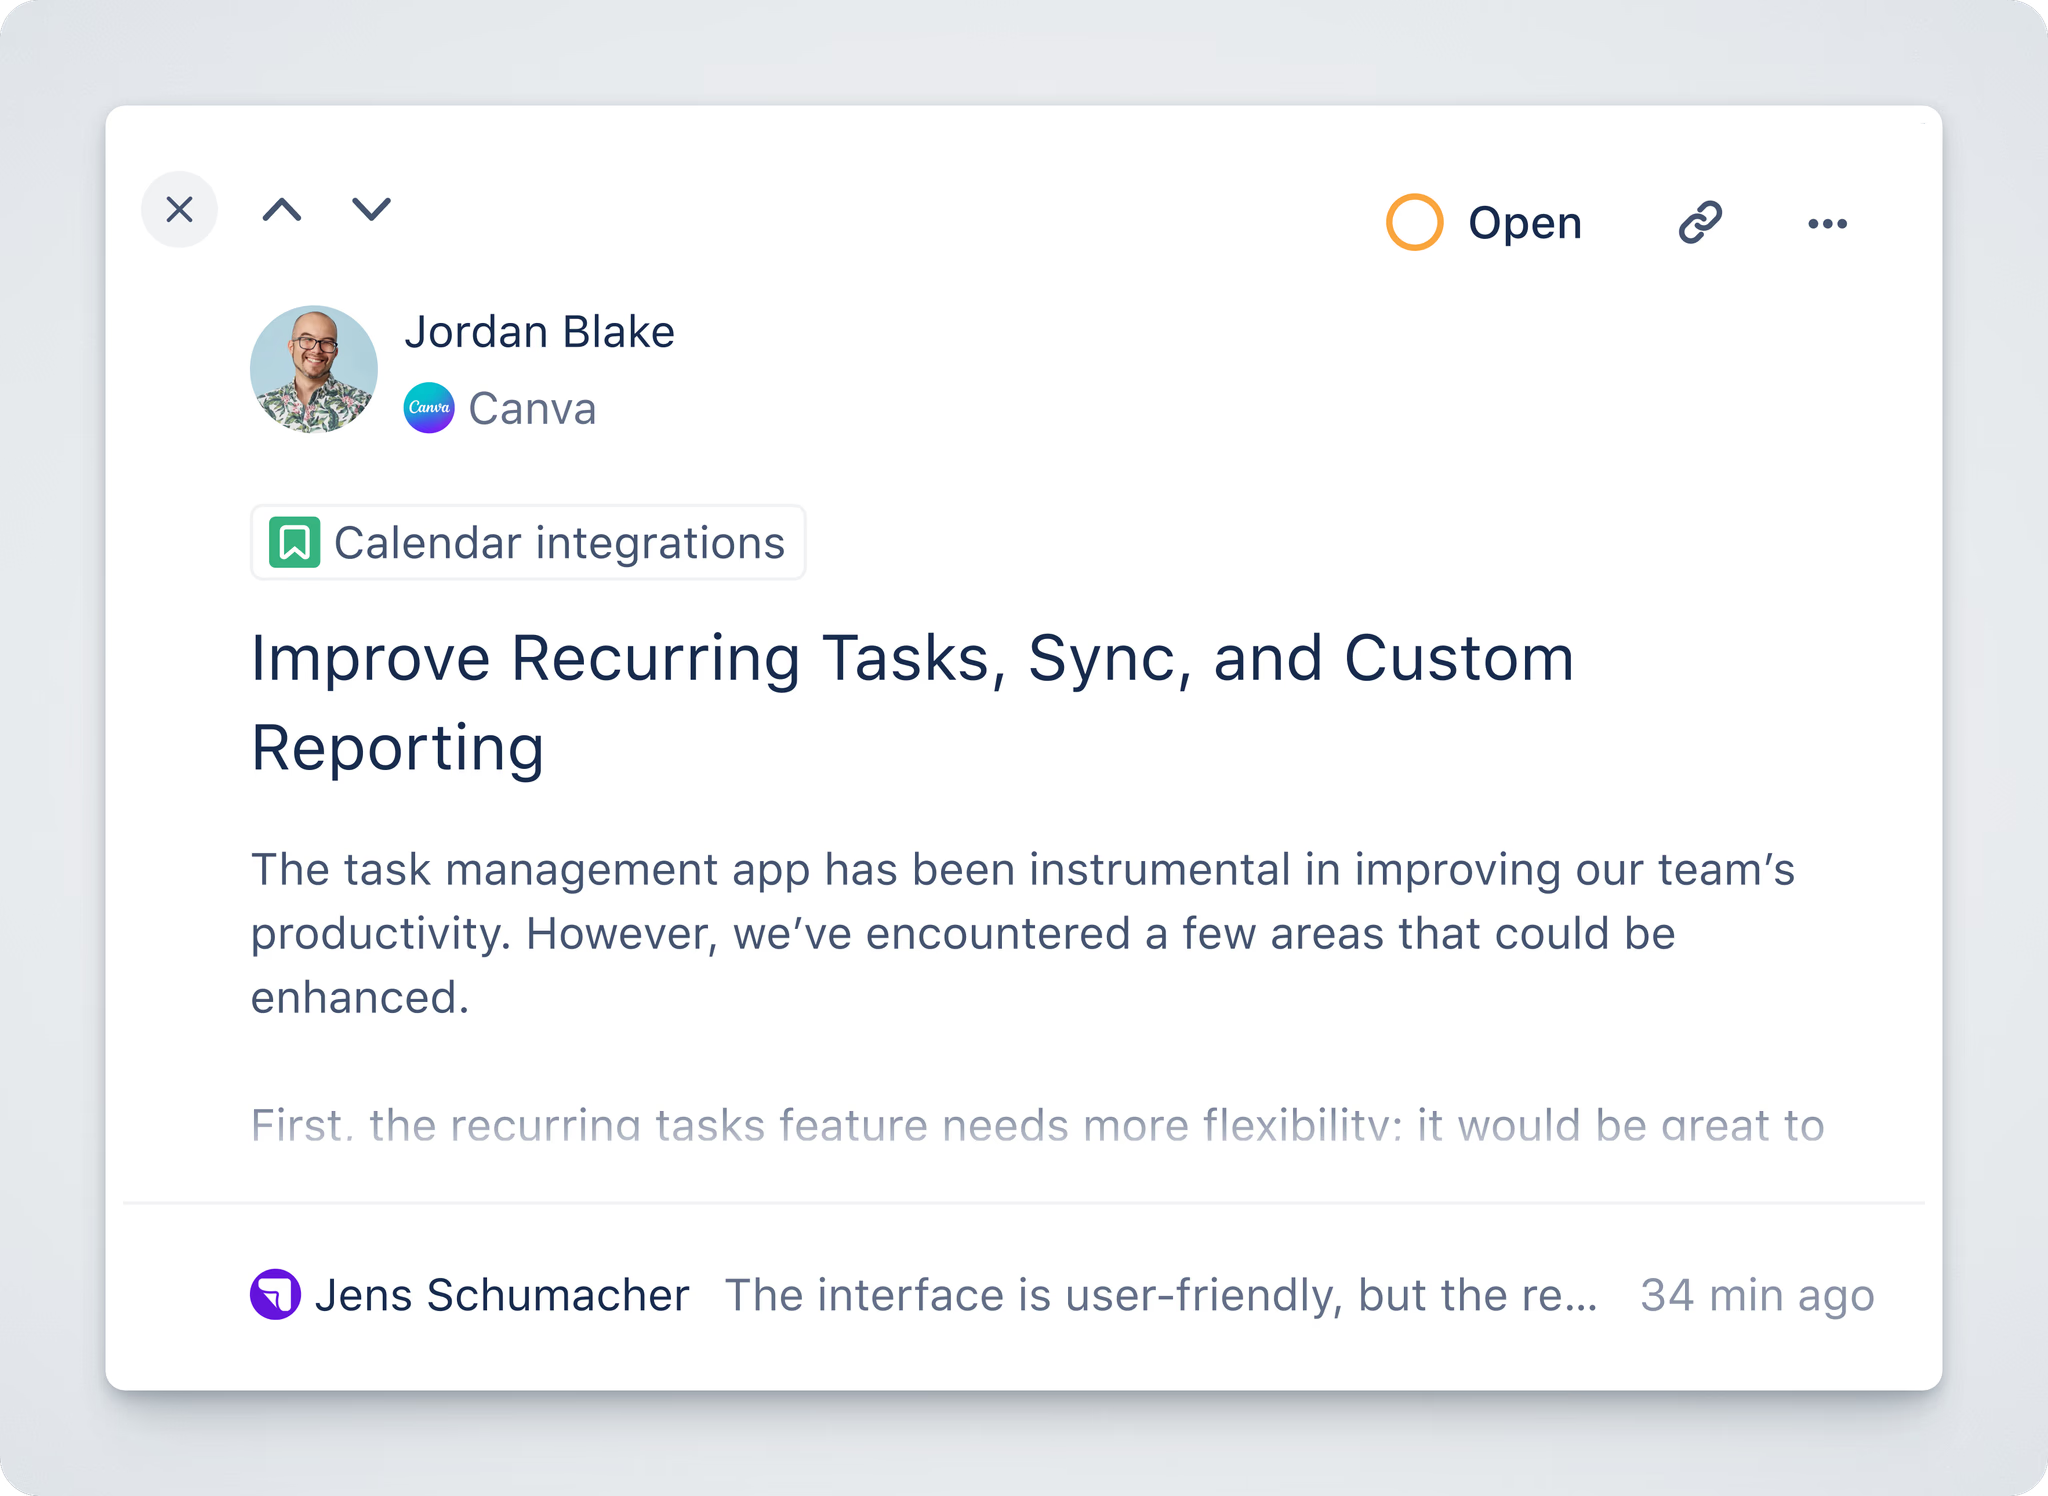 Open
Jordan Blake
Canva Canva
Calendar integrations
Improve Recurring Tasks, Sync, and Custom
Reporting
The task management app has been instrumental in improving our team’s
productivity. However, we’ve encountered a few areas that could be
enhanced.
First, the recurring tasks feature needs more flexibility; it would be great to
Jens Schumacher The interface is user-friendly, but the re... 34 min ago